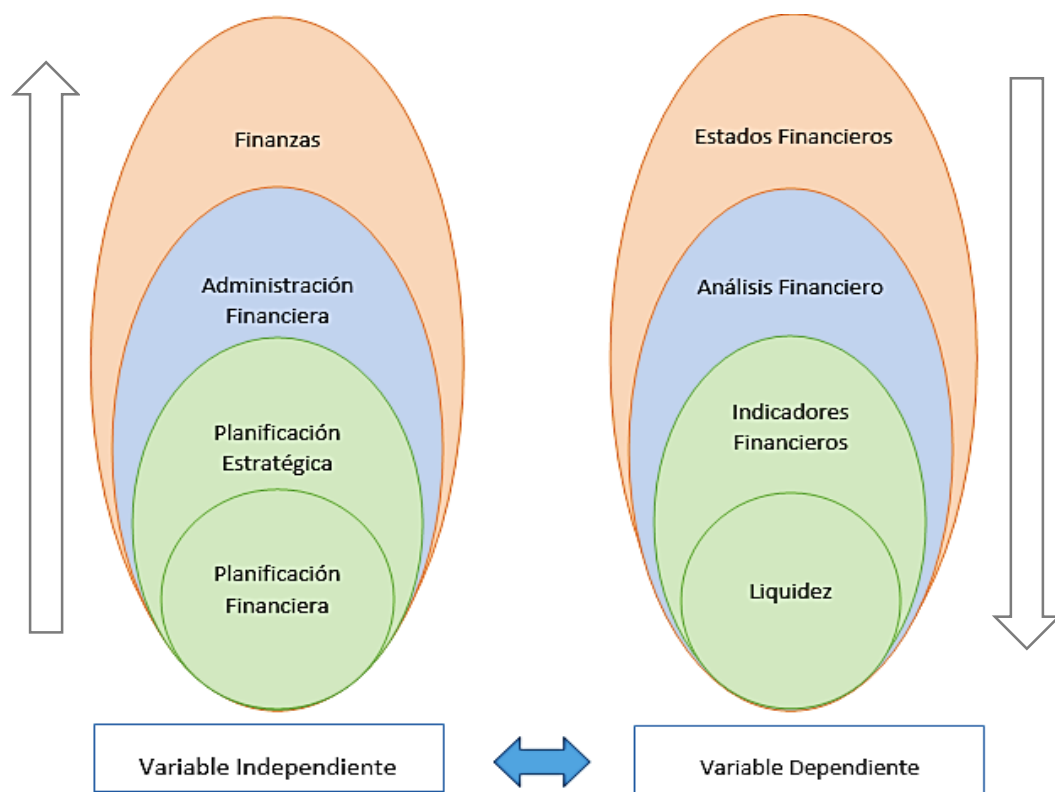 Finanzas
Administración
Financiera
Planificación
Estratégica
Planificación
Financiera
Variable Independiente
Estados Financieros
Análisis Financiero
Indicadores
Financieros
Liquidez
Variable Dependiente